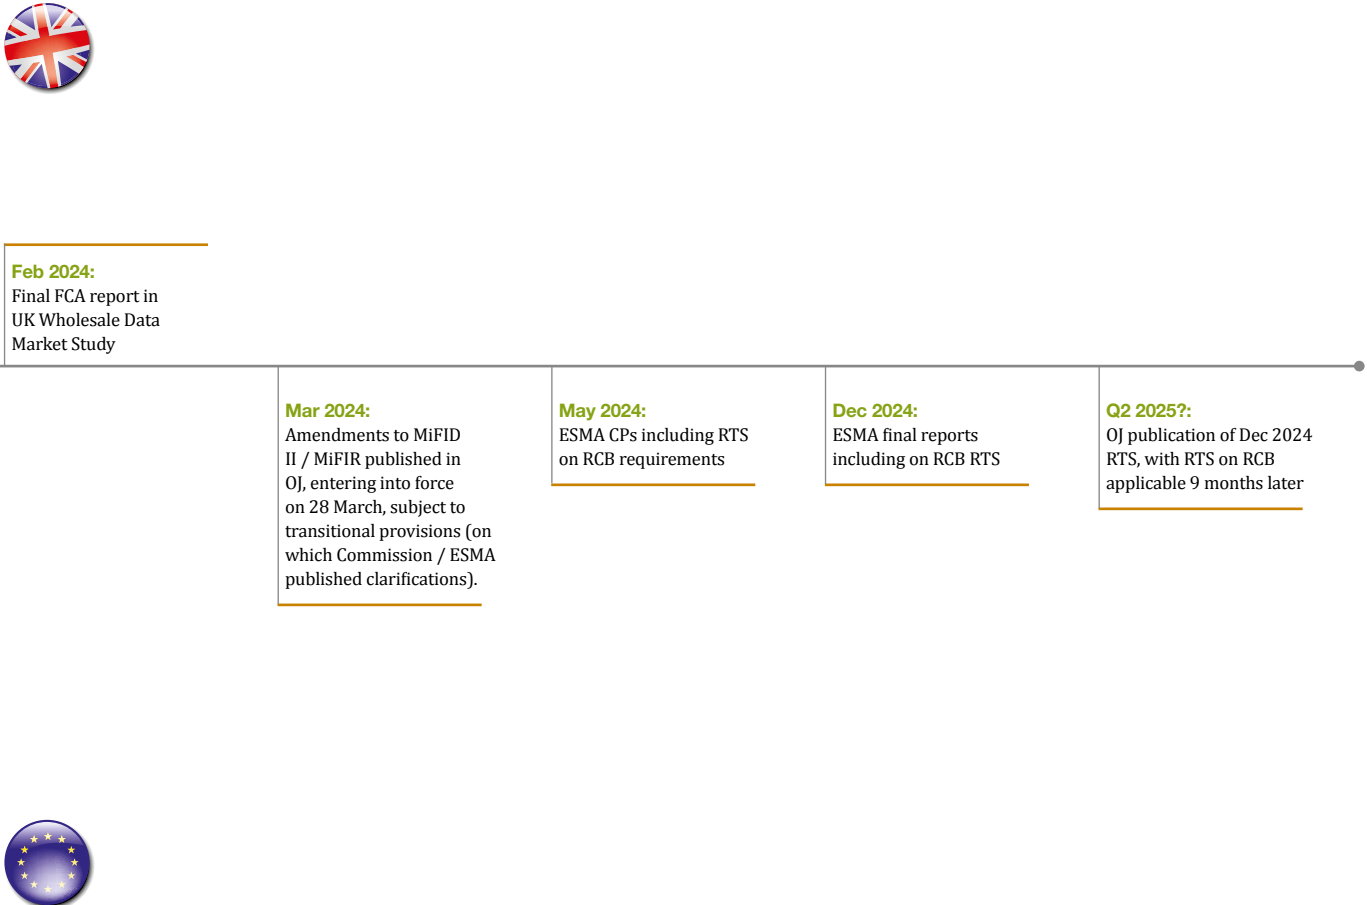 Feb 2024:
Final FCA report in
UK Wholesale Data
Market Study
Mar 2024:
Amendments to MiFID
II / MiFIR published in
OJ, entering into force
on 28 March, subject to
transitional provisions (on
which Commission / ESMA
published clarifications).
May 2024:
ESMA CPs including RTS
on RCB requirements
Dec 2024:
ESMA final reports
including on RCB RTS
Q2 2025?:
OJ publication of Dec 2024
RTS, with RTS on RCB
applicable 9 months later